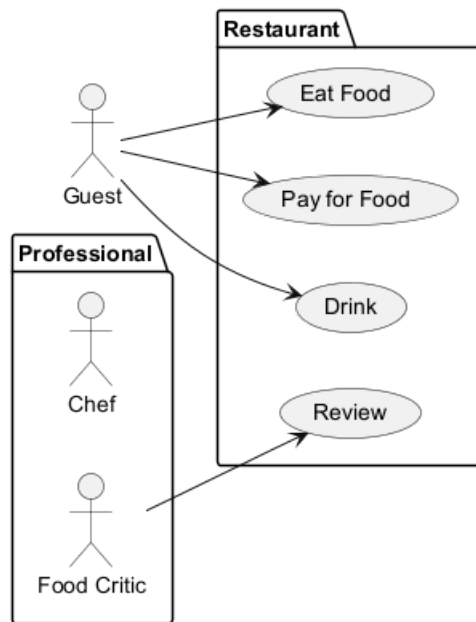 Restaurant
Eat Food
Guest
Pay for Food
Professional
Drink
Chef
Review
Food Critic